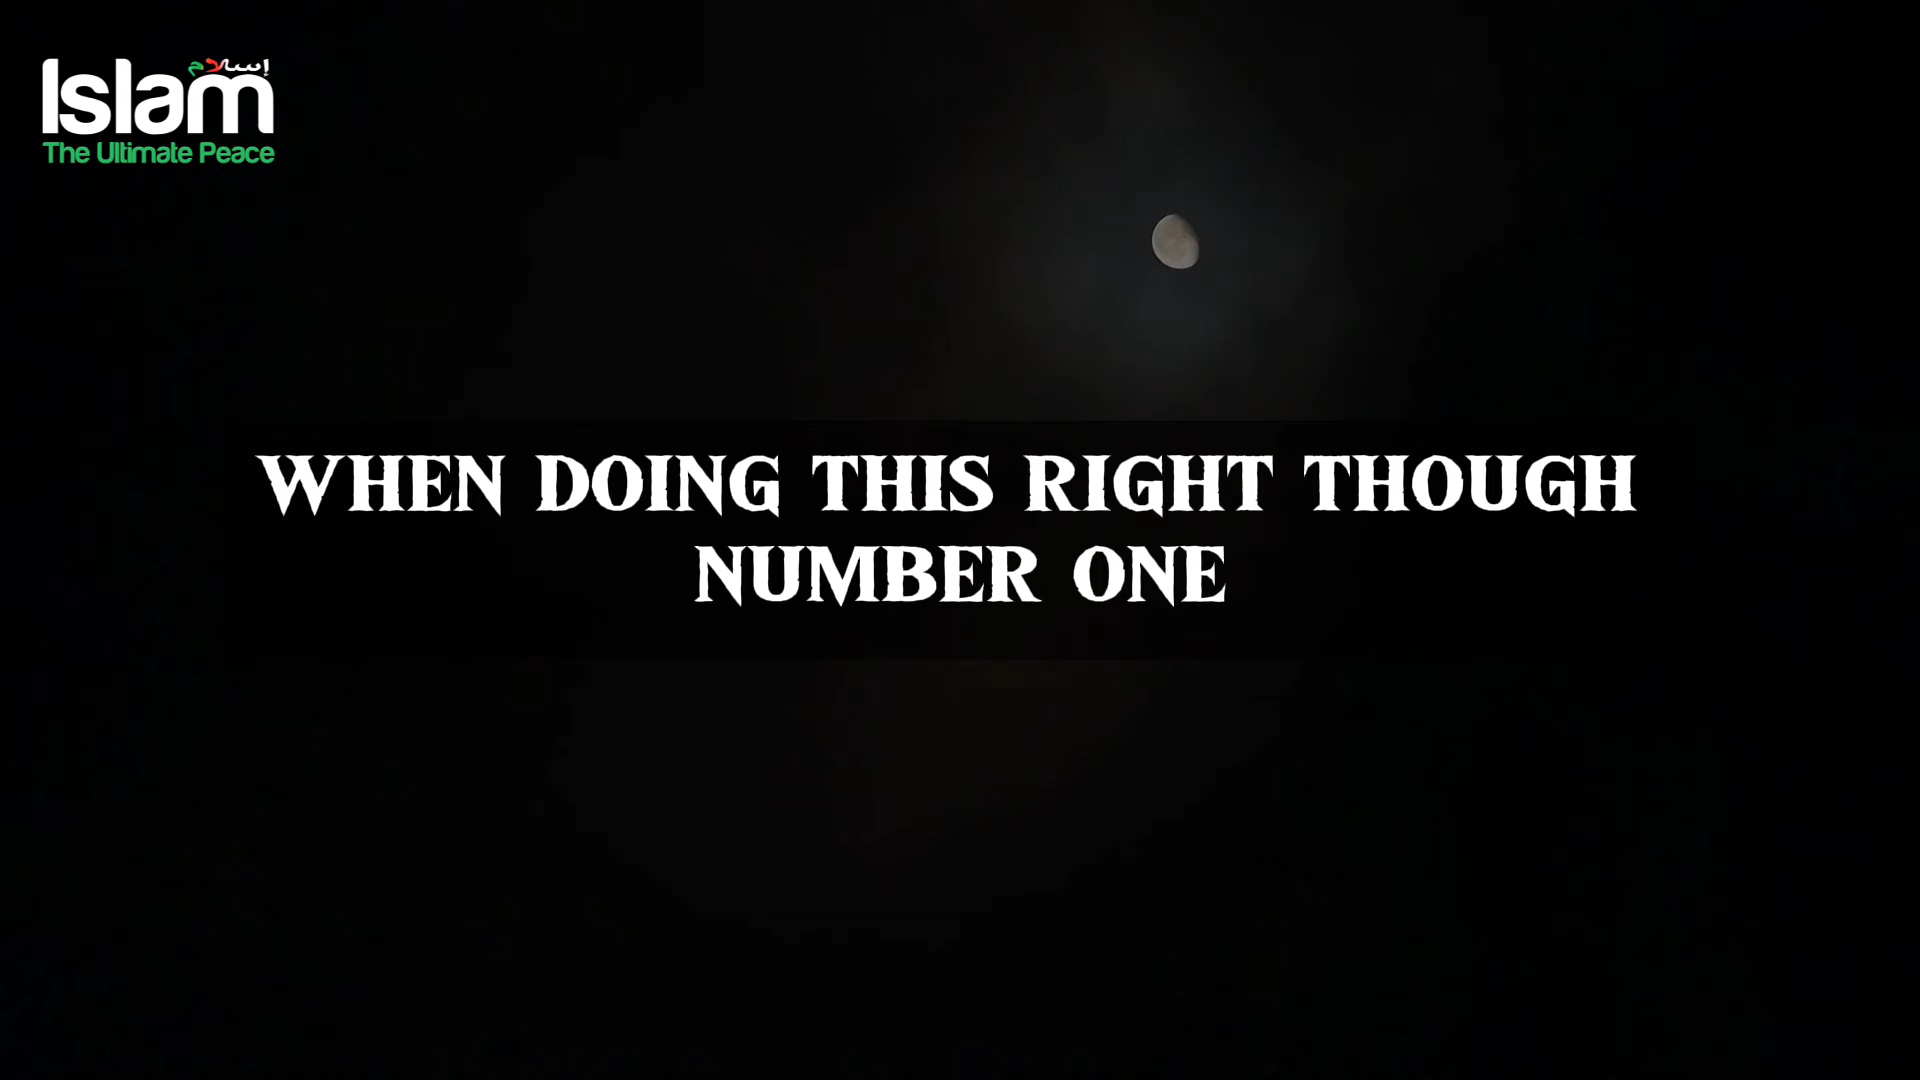 إسلام
Islam
The Ultimate Peace
WHEN DOING THIS RIGHT THOUGH
NUMBER ONE